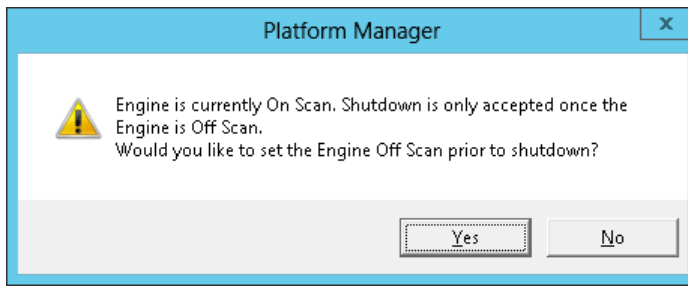 Platform Manager
x
Engine is currently On Scan. Shutdown is only accepted once the
Engine is Off Scan.
Would you like to set the Engine Off Scan prior to shutdown?
Yes
No